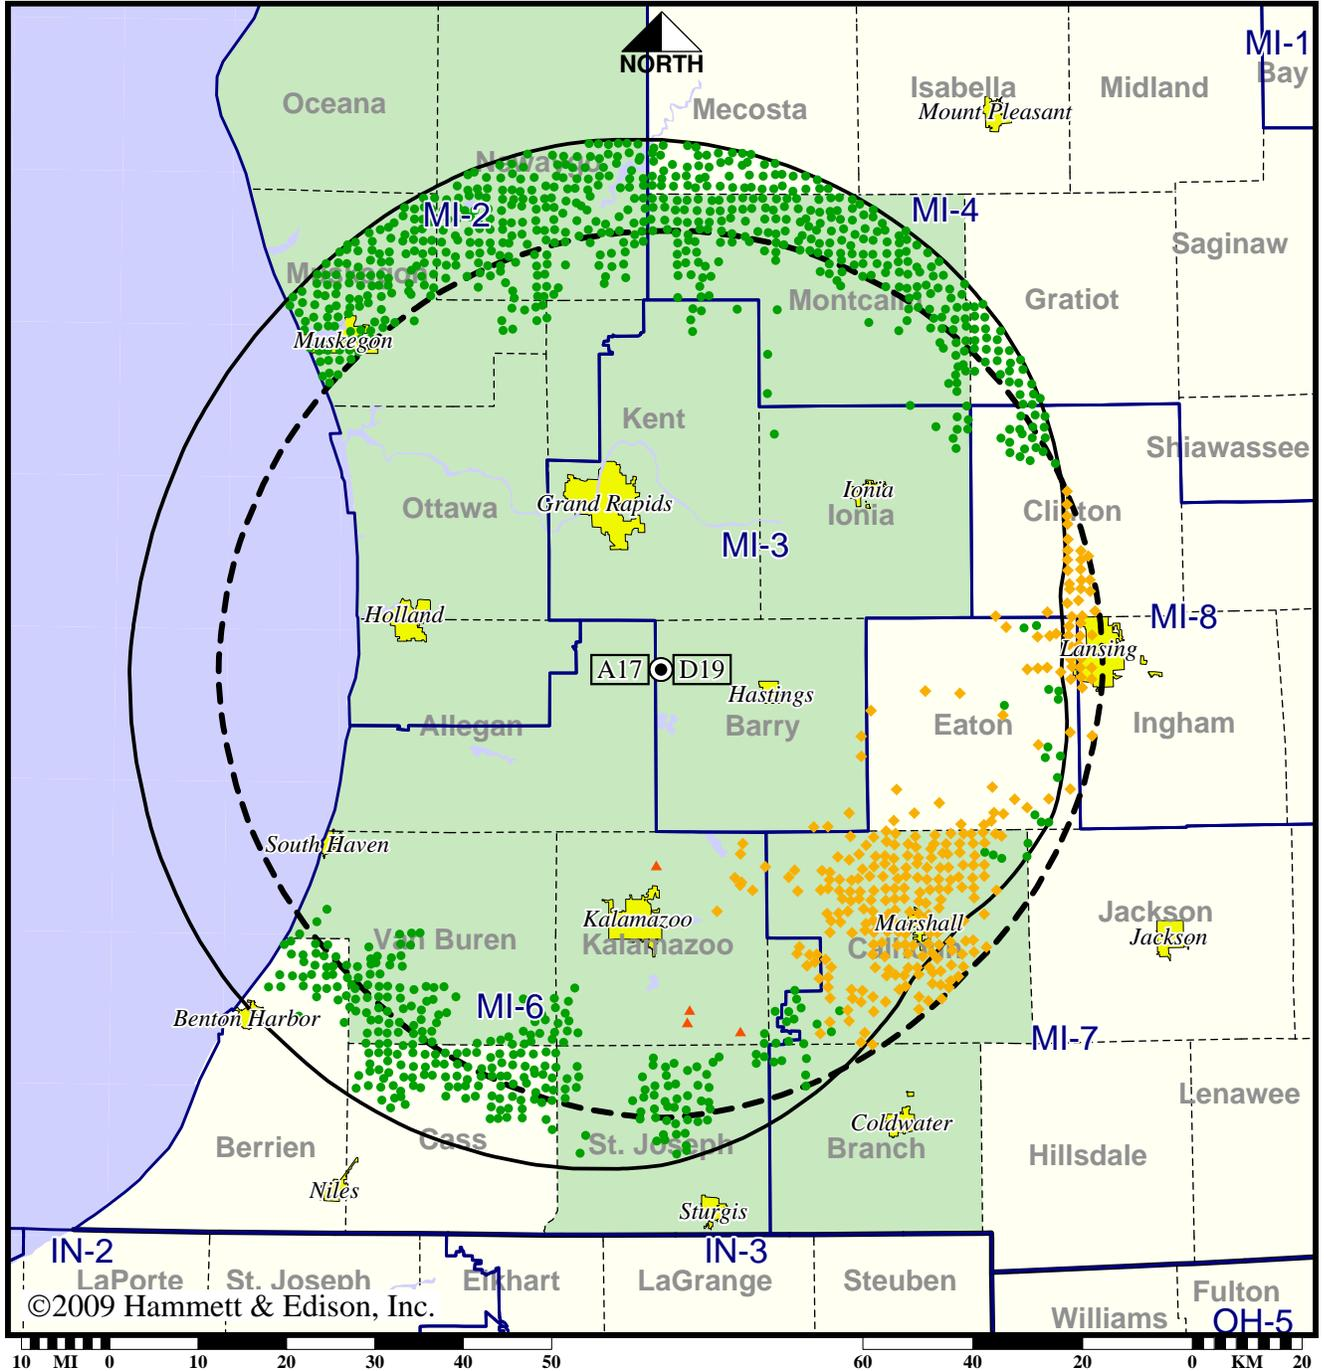 NORTH
MI-1
Bay
Oceana
Mecosta
Isabella
Mount Pleasant
Midland
Newaygo
MI-2
MI-4
Saginaw
Muskegon
Montcalm
Gratiot
Muskegon
Kent
Shiawassee
Ottawa
Grand Rapids
Ionia
Ionia
Clinton
MI-3
Holland
MI-8
Lansing
A17
D19
Hastings
Allegan
Barry
Eaton
Ingham
South Haven
Kalamazoo
Marshall
Jackson
Van Buren
Kalamazoo
Calhoun
Jackson
MI-6
Benton Harbor
MI-7
Lenawee
Coldwater
Berrien
Cass
St. Joseph
Branch
Hillsdale
Niles
Sturgis
IN-2
IN-3
LaPorte
St. Joseph
Elkhart
LaGrange
Steuben
Fulton
©2009 Hammett & Edison, Inc.
Williams
OH-5
10 MI 0 10 20 30 40 50 60 40 20 0 KM 20